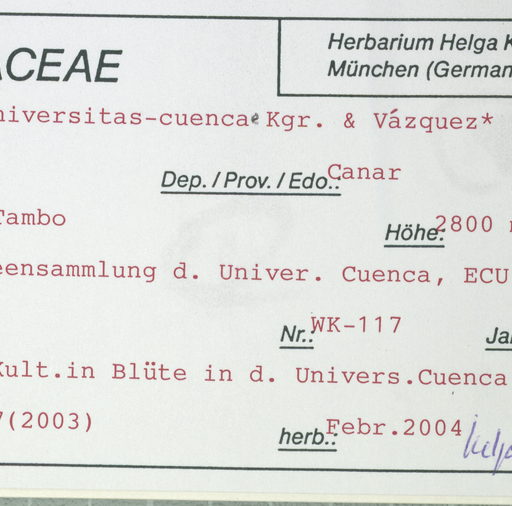 ACEAE
Herbarium Helga K
München (German
niversitas-cuencae Kgr. & Vázquez*
Dep. / Prov. / Edo.: Canar
Tambo
Höhe: 2800
eensammlung d. Univer. Cuenca, ECU
Nr.: WK-117 Ja
Kult.in Blüte in d. Univers.Cuenca
7(2003)
herb.: Febr.2004